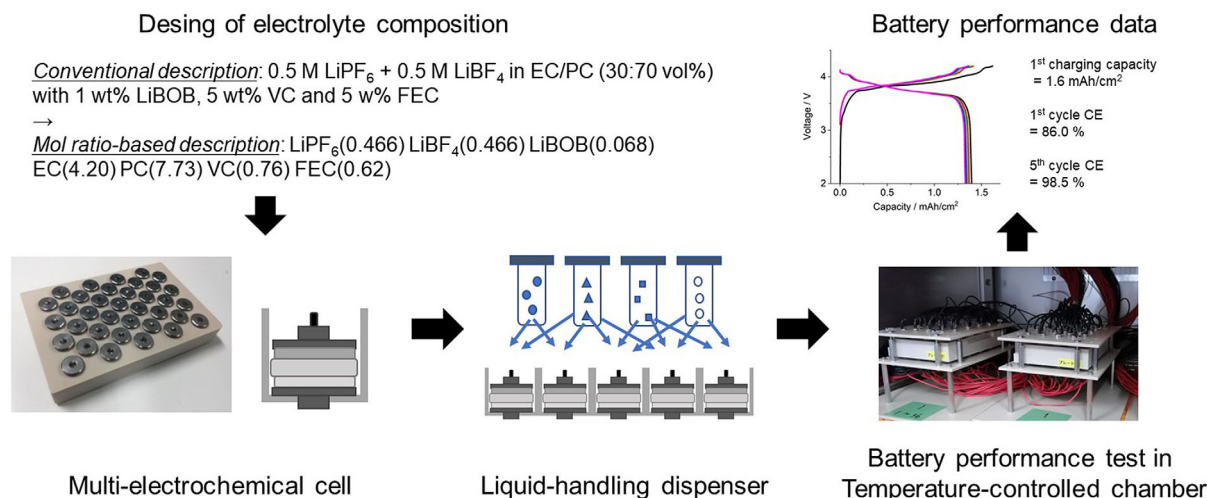 Desing of electrolyte composition
Conventional description: 0.5 M LiPF6 + 0.5 M LiBF4 in EC/PC (30:70 vol%)
with 1 wt% LiBOB, 5 wt% VC and 5 w% FEC
→
Mol ratio-based description: LiPF6(0.466) LiBF4(0.466) LiBOB(0.068)
EC(4.20) PC(7.73) VC(0.76) FEC(0.62)
Battery performance data
Voltage / V
4
3
2
0.0
0.5
1.0
1.5
Capacity / mAh/cm2
1st charging capacity
= 1.6 mAh/cm2
1st cycle CE
= 86.0 %
5th cycle CE
= 98.5 %
Multi-electrochemical cell
Liquid-handling dispenser
Battery performance test in
Temperature-controlled chamber